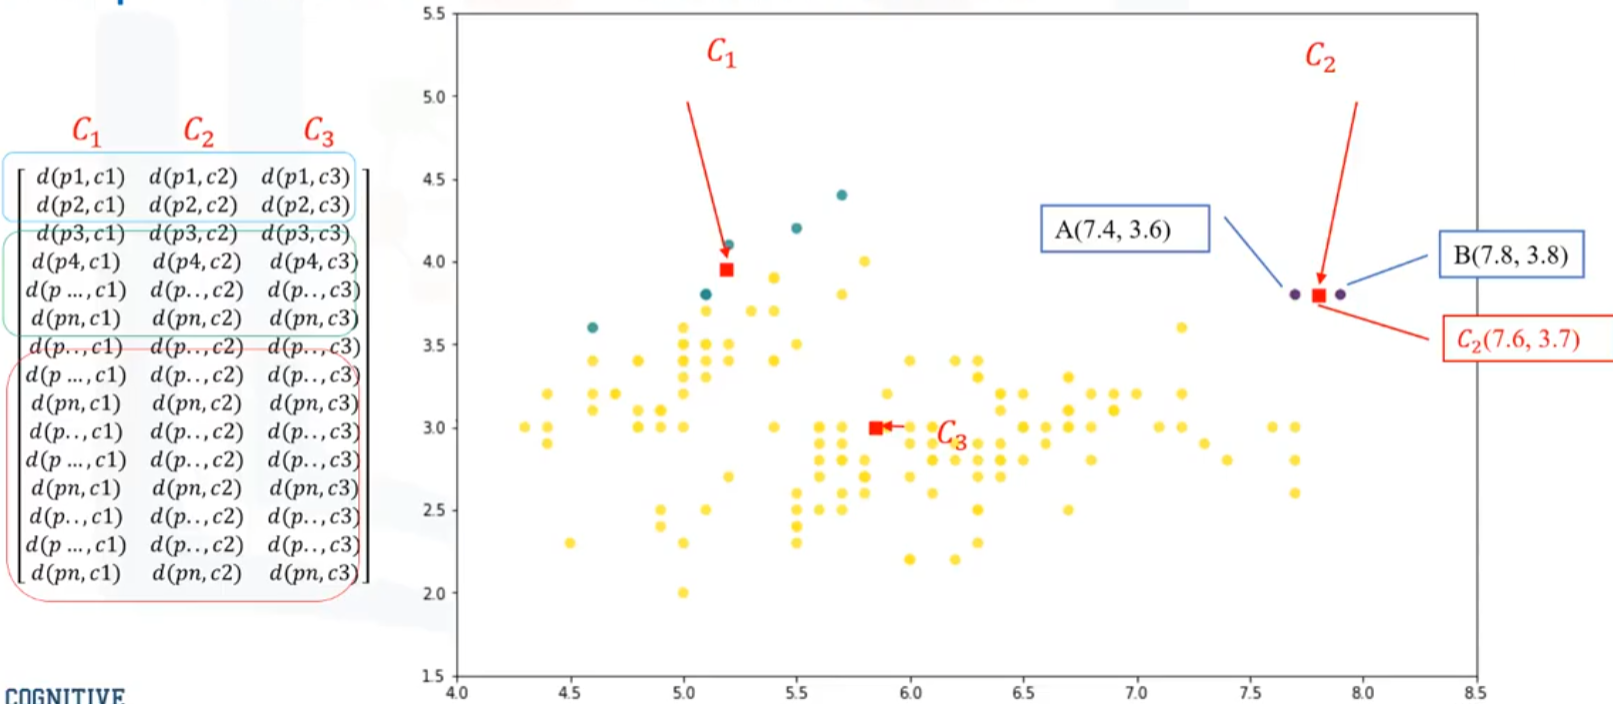 C₁ C₂ C₃
d(p1,c1) d(p1,c2) d(p1,c3)
d(p2,c1) d(p2,c2) d(p2,c3)
d(p3,c1) d(p3,c2) d(p3,c3)
d(p4,c1) d(p4,c2) d(p4,c3)
d(p ...,c1) d(p..,c2) d(p..,c3)
d(pn,c1) d(pn,c2) d(pn,c3)
d(p..,c1) d(p..,c2) d(p..,c3)
d(p ...,c1) d(p..,c2) d(p..,c3)
d(pn,c1) d(pn,c2) d(pn,c3)
d(p..,c1) d(p..,c2) d(p..,c3)
d(p ...,c1) d(p..,c2) d(p..,c3)
d(pn,c1) d(pn,c2) d(pn,c3)
d(p..,c1) d(p..,c2) d(p..,c3)
d(p ...,c1) d(p..,c2) d(p..,c3)
d(pn,c1) d(pn,c2) d(pn,c3)
COGNITIVE
5.5
5.0
4.5
4.0
3.5
3.0
2.5
2.0
1.5
C₁
C₂
A(7.4, 3.6)
B(7.8, 3.8)
C₂(7.6, 3.7)
C₃
4.0 4.5 5.0 5.5 6.0 6.5 7.0 7.5 8.0 8.5